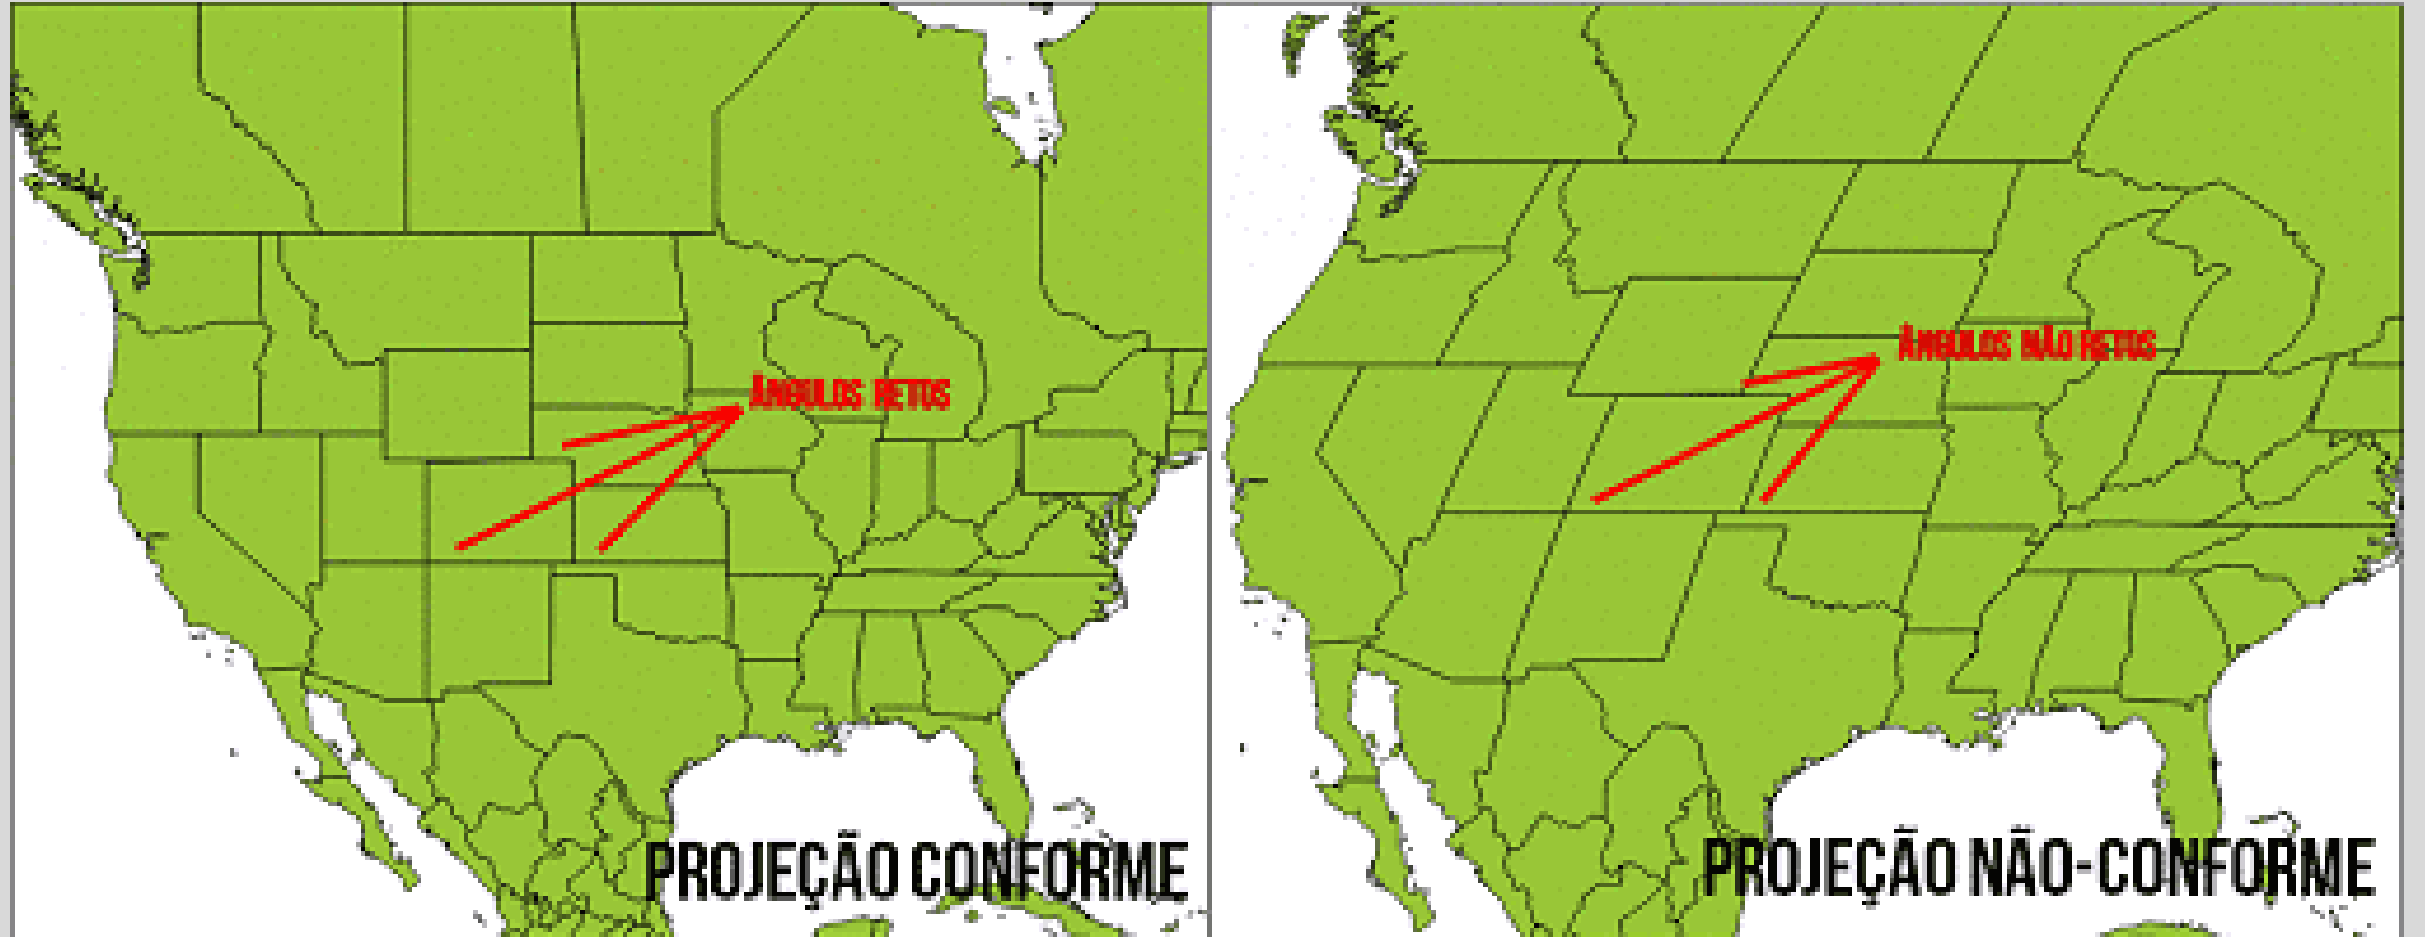 ÂNGULOS RETOS
PROJEÇÃO CONFORME
ÂNGULOS NÃO RETOS
PROJEÇÃO NÃO-CONFORME